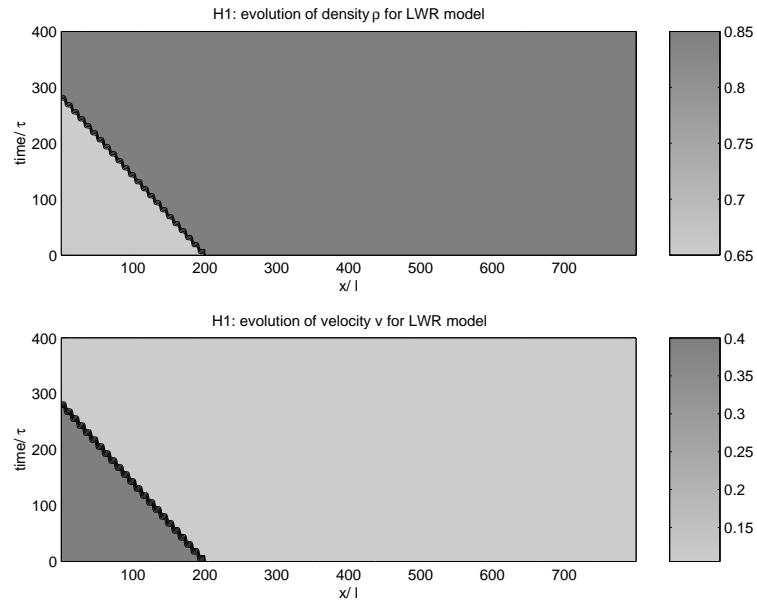 H1: evolution of density ρ for LWR model
400
300
200
100
0
time/ τ
100 200 300 400 500 600 700
x/ l
0.85
0.8
0.75
0.7
0.65
H1: evolution of velocity v for LWR model
400
300
200
100
0
time/ τ
100 200 300 400 500 600 700
x/ l
0.4
0.35
0.3
0.25
0.2
0.15